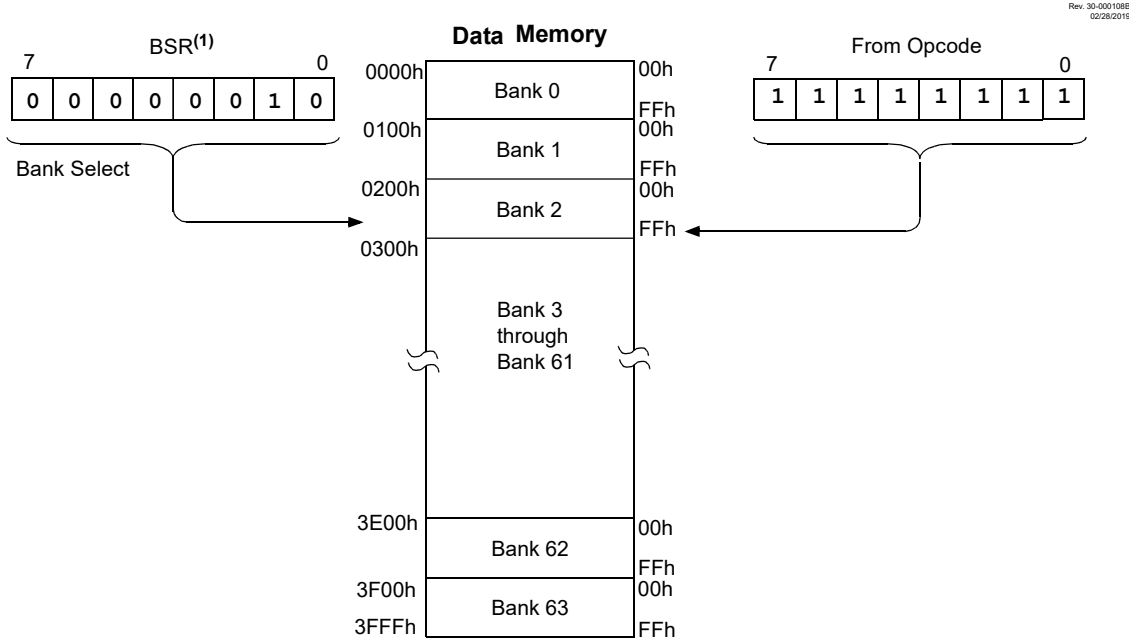 Rev. 30-000108B
02/28/2019
Data Memory
BSR(1)
7 0
0 0 0 0 0 0 1 0
Bank Select
From Opcode
7 0
1 1 1 1 1 1 1 1
0000h Bank 0 00h
FFh
0100h Bank 1 00h
FFh
0200h Bank 2 00h
FFh
0300h
Bank 3
through
Bank 61
3E00h Bank 62 00h
FFh
3F00h Bank 63 00h
3FFFh FFh